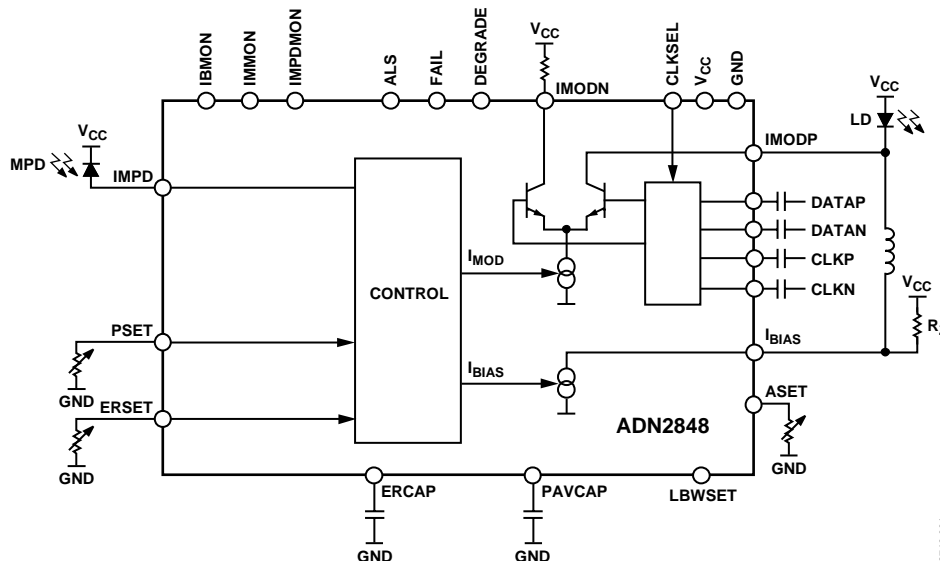 IBMON
IMMON
IMPDMON
ALS
FAIL
DEGRADE
VCC
IMODN
CLKSEL
VCC
GND
VCC
LD
IMODP
VCC
MPD
IMPD
DATAP
DATAN
CLKP
CLKN
IMOD
CONTROL
VCC
PSET
IBIAS
GND
IBIAS
ERSET
ASET
GND
ADN2848
GND
ERCAP
PAVCAP
LBWSET
GND
GND